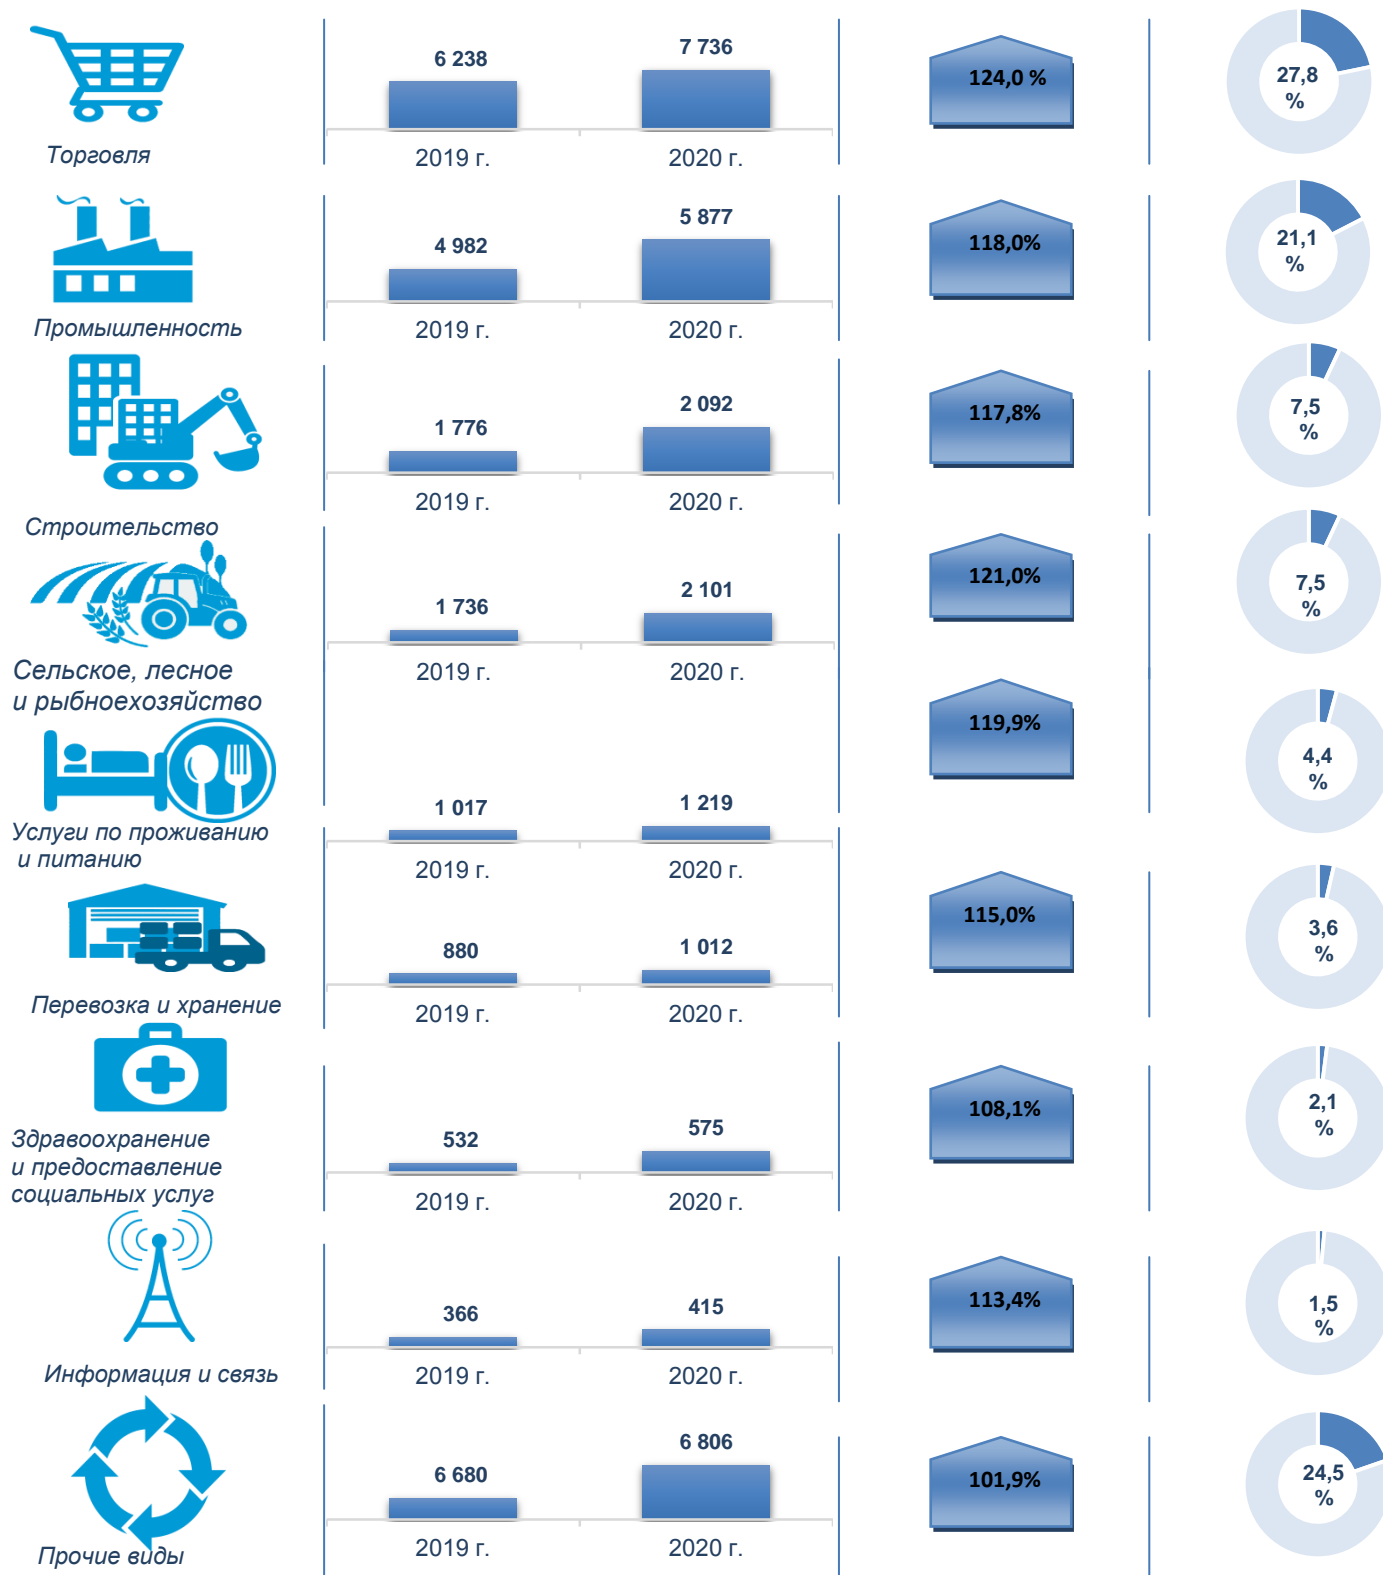 6 238
7 736
124,0 %
27,8
%
Торговля
2019 г.
2020 г.
4 982
5 877
118,0%
21,1
%
Промышленность
2019 г.
2020 г.
1 776
2 092
117,8%
7,5
%
Строительство
2019 г.
2020 г.
1 736
2 101
121,0%
7,5
%
Сельское, лесное
и рыбноехозяйство
2019 г.
2020 г.
1 017
1 219
119,9%
4,4
%
Услуги по проживанию
и питанию
2019 г.
2020 г.
880
1 012
115,0%
3,6
%
Перевозка и хранение
2019 г.
2020 г.
532
575
108,1%
2,1
%
Здравоохранение
и предоставление
социальных услуг
2019 г.
2020 г.
366
415
113,4%
1,5
%
Информация и связь
2019 г.
2020 г.
6 680
6 806
101,9%
24,5
%
Прочие виды
2019 г.
2020 г.